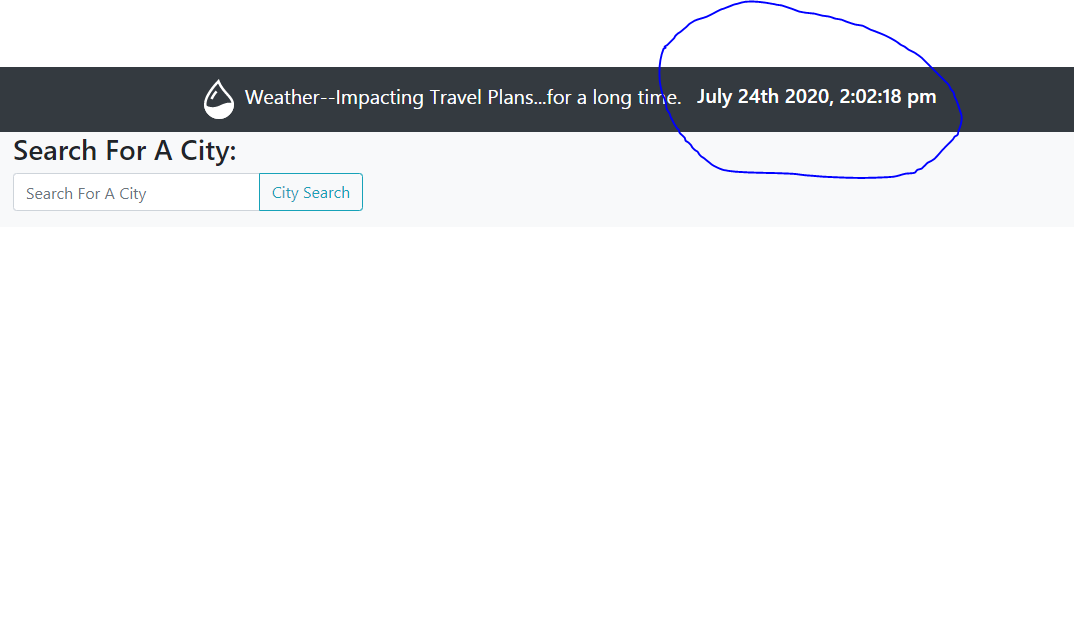 Weather--Impacting Travel Plans...for a long time. July 24th 2020, 2:02:18 pm
Search For A City:
Search For A City City Search